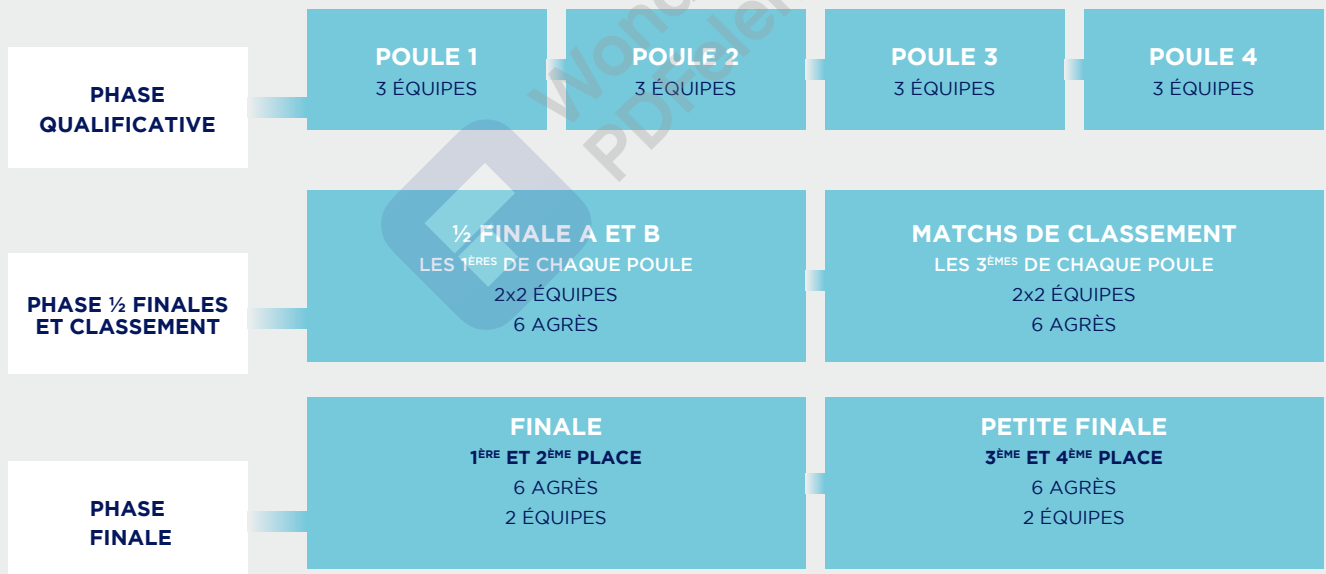 PHASE
QUALIFICATIVE
POULE 1
3 ÉQUIPES
POULE 2
3 ÉQUIPES
POULE 3
3 ÉQUIPES
POULE 4
3 ÉQUIPES
PHASE ½ FINALES
ET CLASSEMENT
½ FINALE A ET B
LES 1ÈRES DE CHAQUE POULE
2x2 ÉQUIPES
6 AGRÈS
MATCHS DE CLASSEMENT
LES 3ÈMES DE CHAQUE POULE
2x2 ÉQUIPES
6 AGRÈS
PHASE
FINALE
FINALE
1ÈRE ET 2ÈME PLACE
6 AGRÈS
2 ÉQUIPES
PETITE FINALE
3ÈME ET 4ÈME PLACE
6 AGRÈS
2 ÉQUIPES